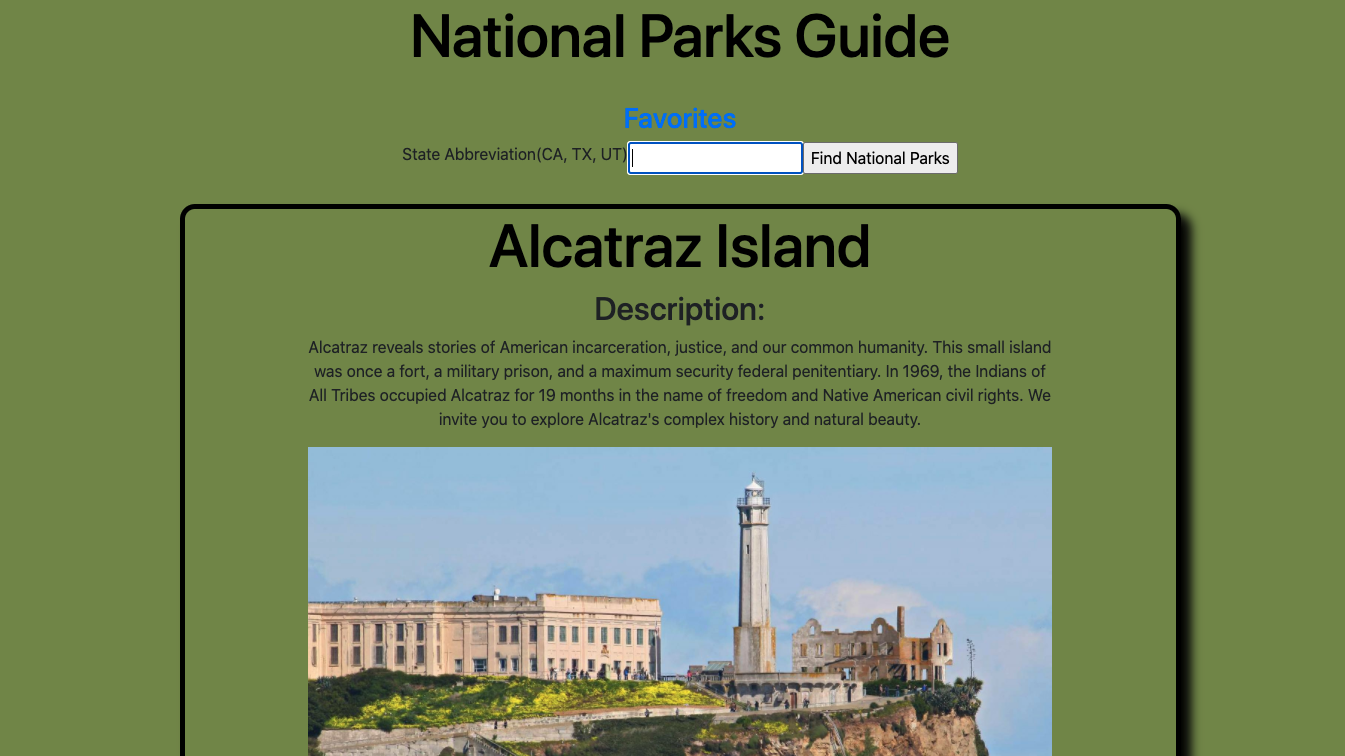 National Parks Guide
Favorites
State Abbreviation(CA, TX, UT) Find National Parks
Alcatraz Island
Description:
Alcatraz reveals stories of American incarceration, justice, and our common humanity. This small island
was once a fort, a military prison, and a maximum security federal penitentiary. In 1969, the Indians of
All Tribes occupied Alcatraz for 19 months in the name of freedom and Native American civil rights. We
invite you to explore Alcatraz's complex history and natural beauty.